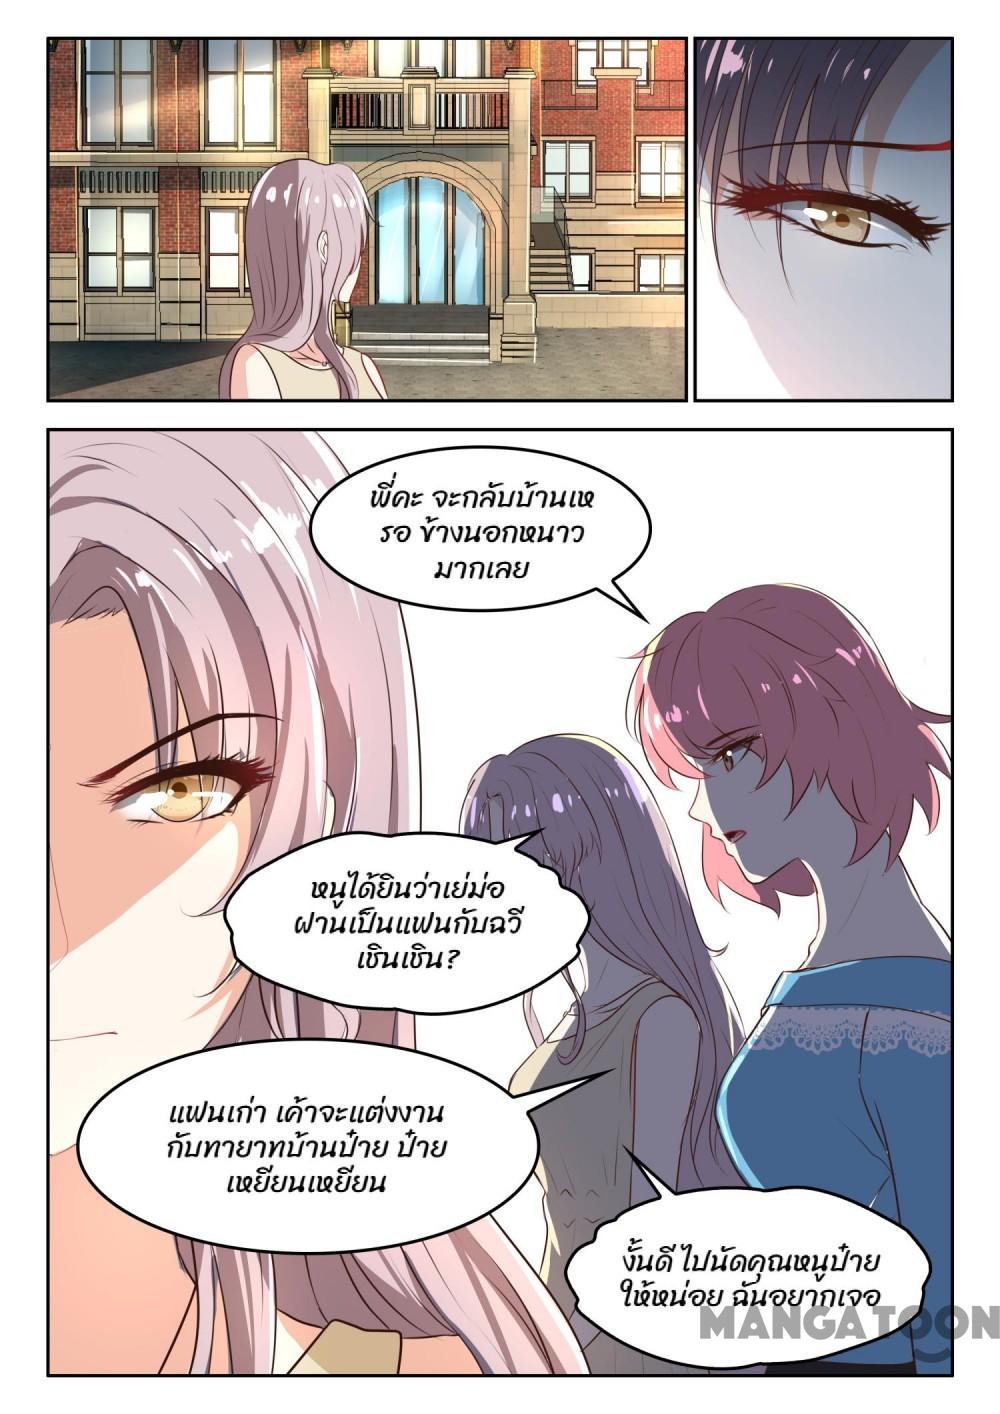 พี่คะ จะกลับบ้านเห
รอ ข้างนอกหนาว
มากเลย
หนูได้ยินว่าเย่ม่อ
ฝานเป็นแฟนกับฉวี
เชินเชิน?
แฟนเก่า เค้าจะแต่งงาน
กับทายาทบ้านป๋าย ป๋าย
เหยียนเหยียน
งั้นดี ไปนัดคุณหนูป๋าย
ให้หน่อย ฉันอยากเจอ
MANGATOON